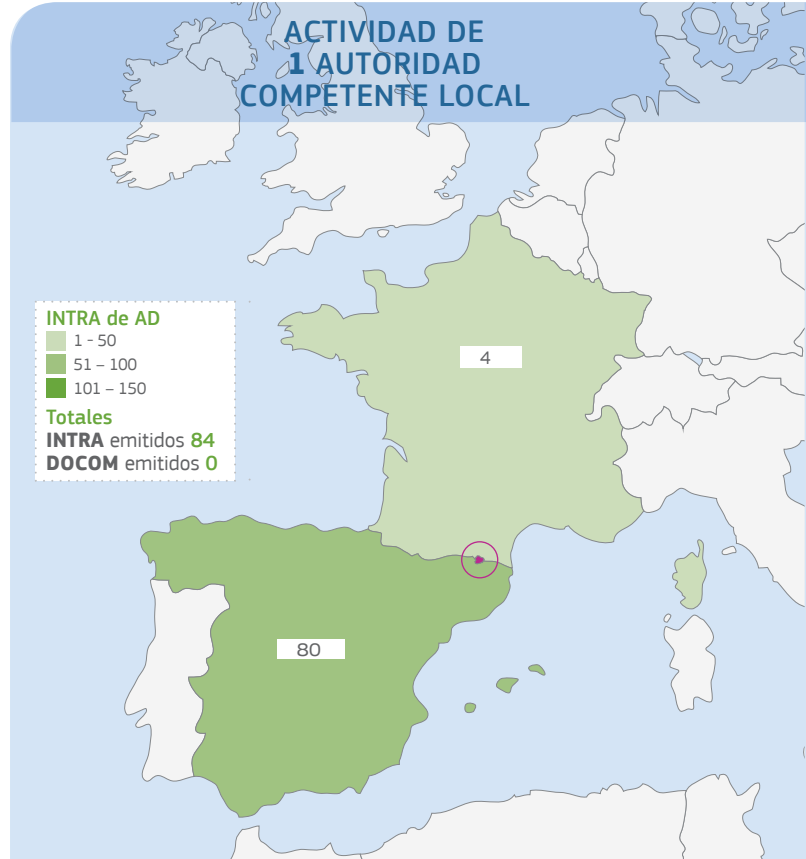 ACTIVIDAD DE
1 AUTORIDAD
COMPETENTE LOCAL
INTRA de AD
1 - 50
51 – 100
101 – 150
Totales
INTRA emitidos 84
DOCOM emitidos 0
4
80